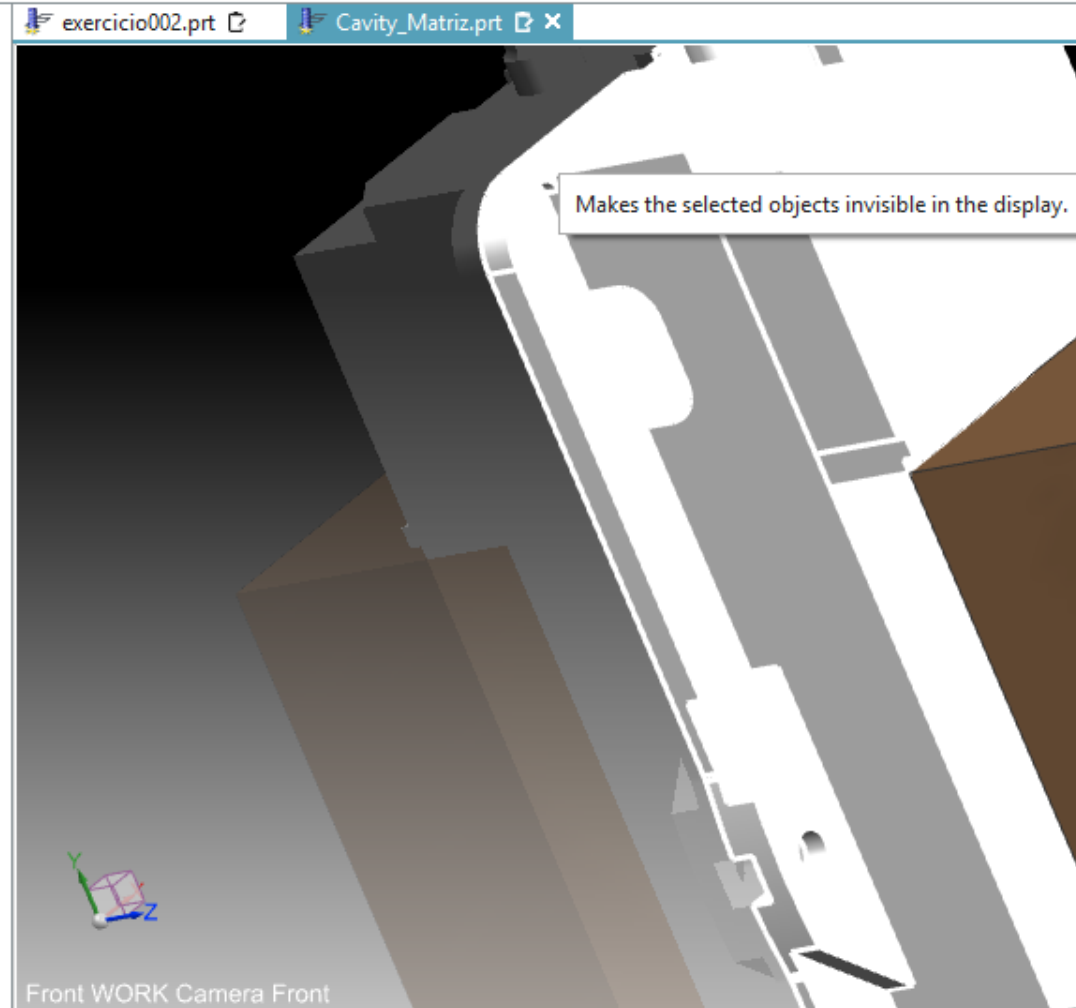 exercicio002.prt
Cavity_Matriz.prt
Makes the selected objects invisible in the display.
Y
Z
Front WORK Camera Front